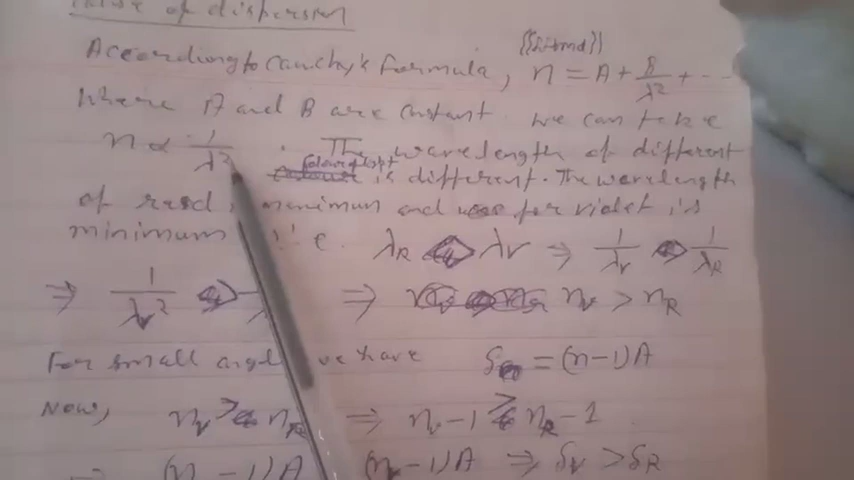 cause of dispersion
According to Cauchy's Formula, n = A + B/λ² + ...
where A and B are constant. we can take
n ∝ 1/λ² . The wavelength of different
colour of light is different. The wavelength
of red is maximum and for violet is
minimum i.e. λR > λV ⇒ 1/λV > 1/λR
⇒ 1/λV² > ⇒ nV > nR
For small angle we have δ = (n-1)A
Now, nV > nR ⇒ nV-1 > nR-1
⇒ (n -1)A (n -1)A ⇒ δV > δR